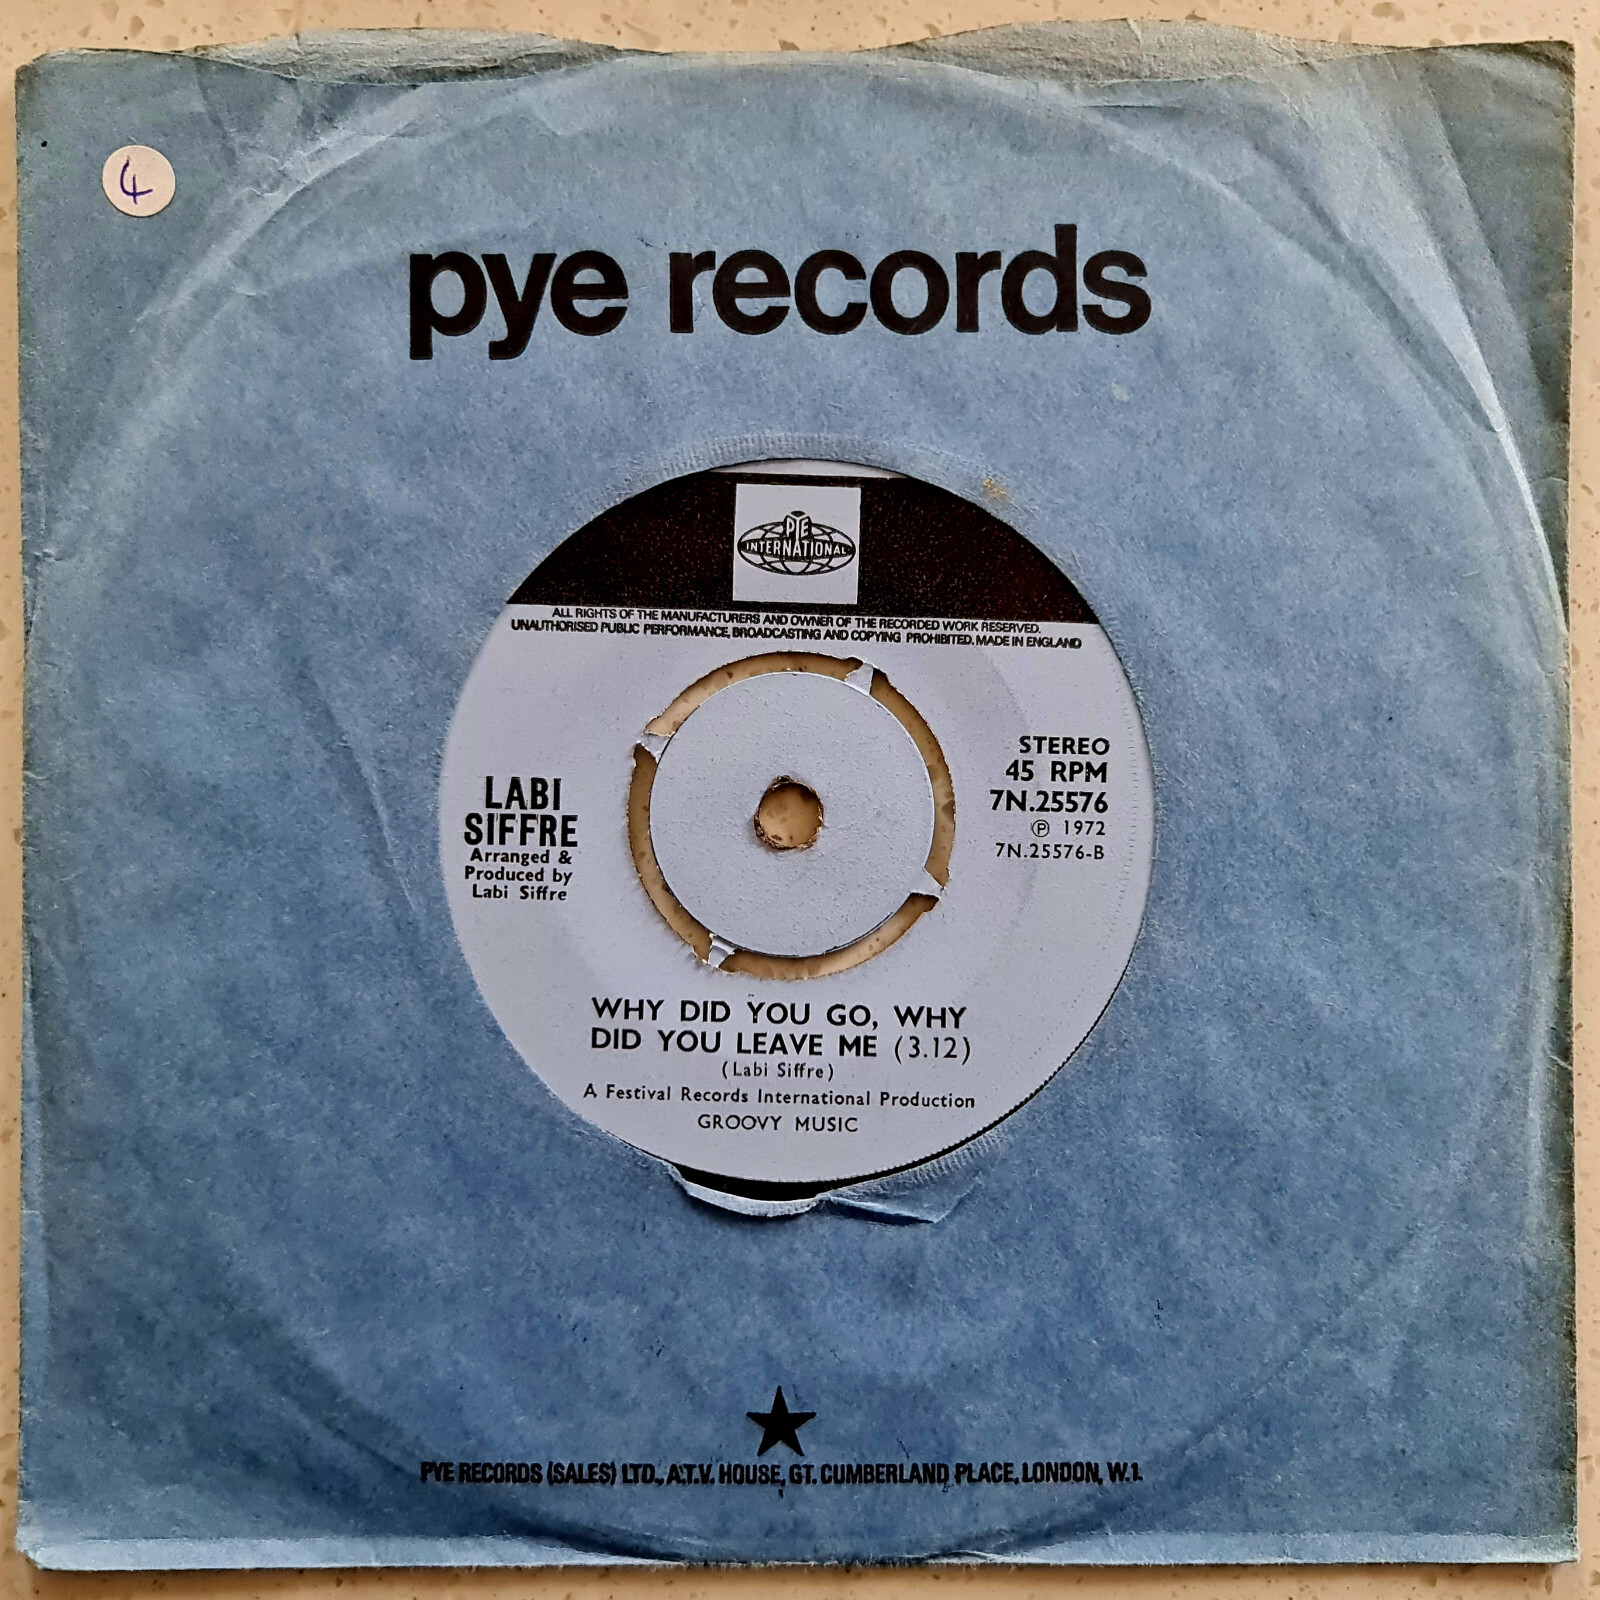 4
pye records
PYE
INTERNATIONAL
ALL RIGHTS OF THE MANUFACTURERS AND OWNER OF THE RECORDED WORK RESERVED.
UNAUTHORISED PUBLIC PERFORMANCE, BROADCASTING AND COPYING PROHIBITED. MADE IN ENGLAND
LABI
SIFFRE
Arranged &
Produced by
Labi Siffre
STEREO
45 RPM
7N.25576
℗ 1972
7N.25576-B
WHY DID YOU GO, WHY
DID YOU LEAVE ME (3.12)
(Labi Siffre)
A Festival Records International Production
GROOVY MUSIC
PYE RECORDS (SALES) LTD., A.T.V. HOUSE, GT. CUMBERLAND PLACE, LONDON, W.1.